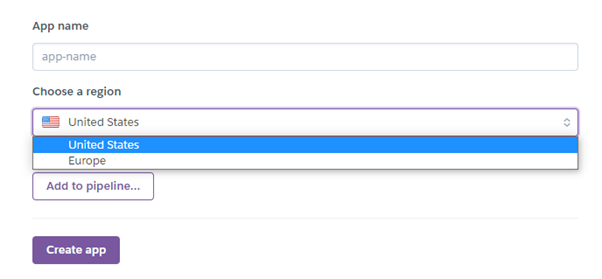 App name
app-name
Choose a region
United States
United States
Europe
Add to pipeline...
Create app